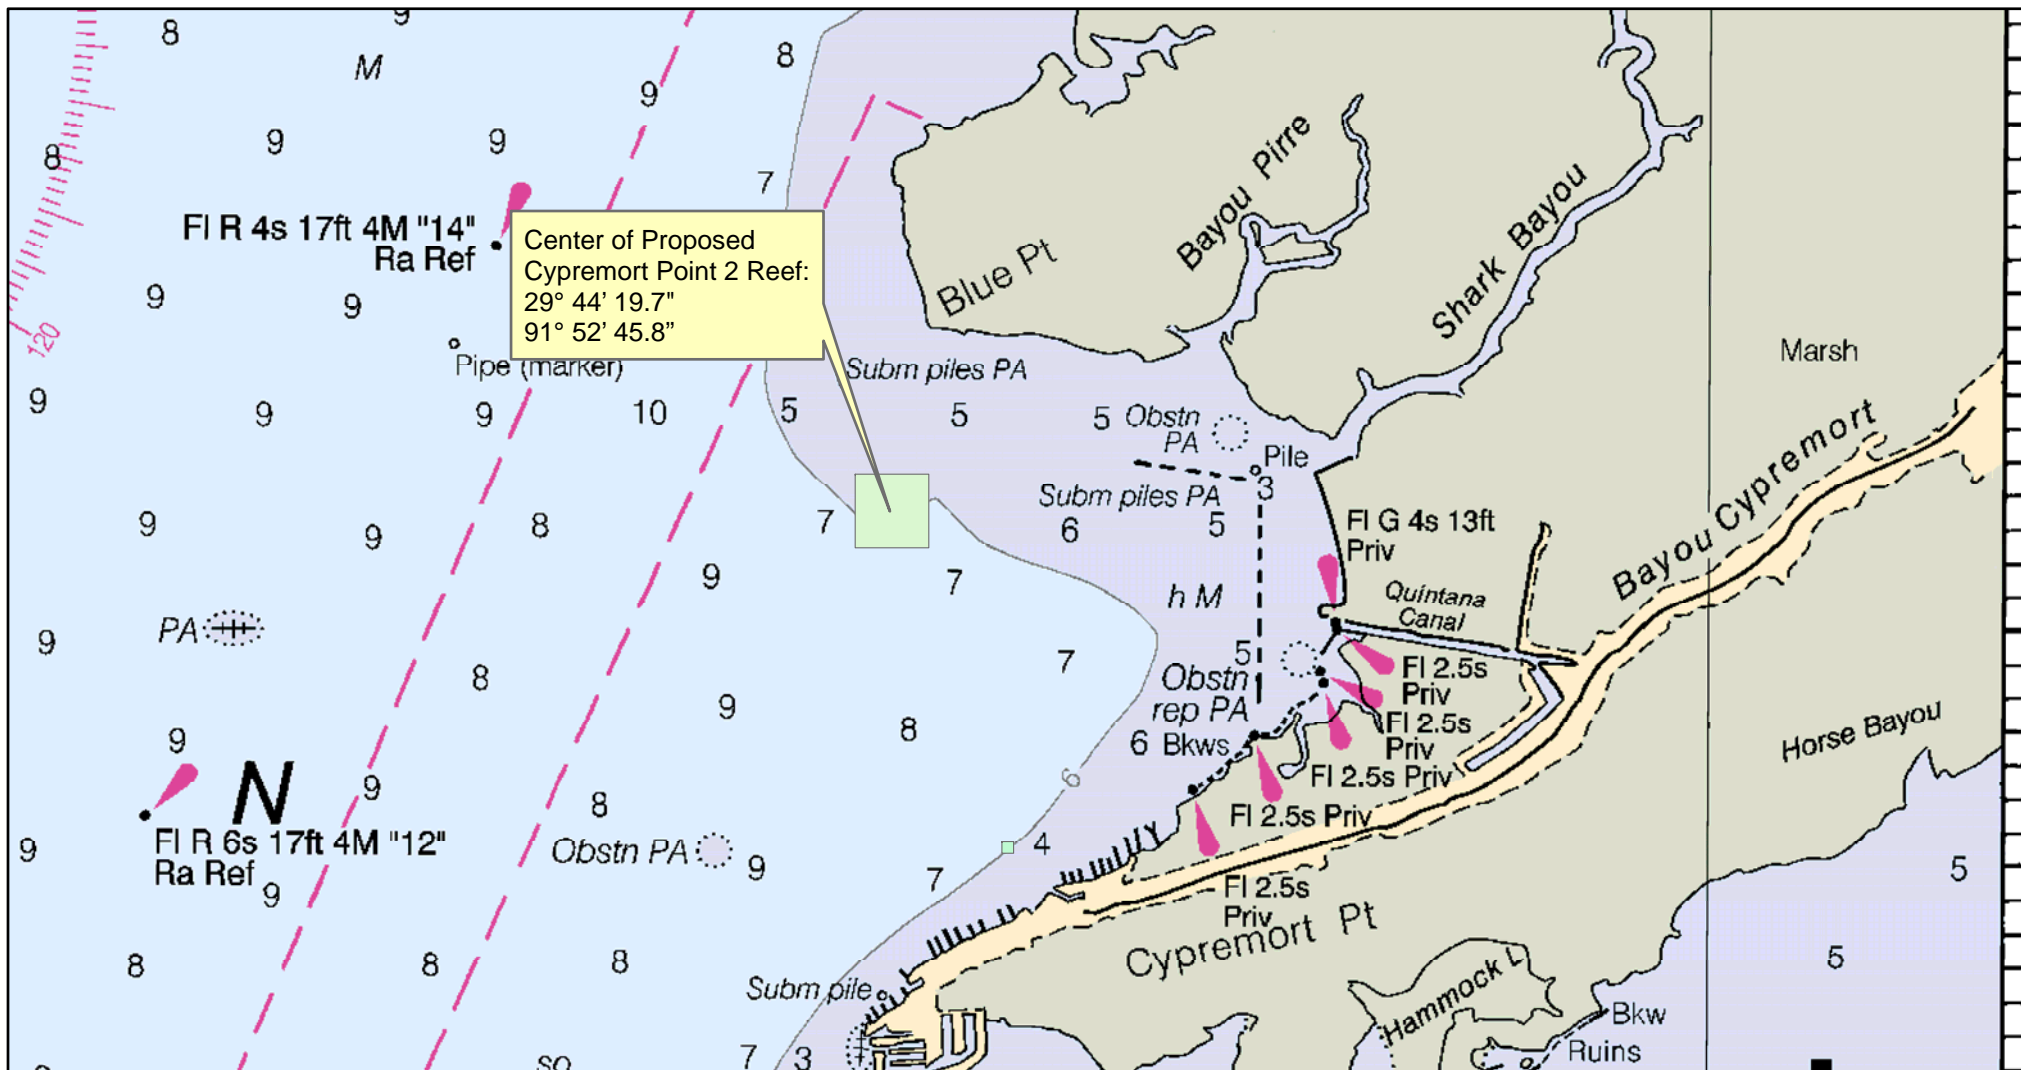 9
8
8
M
9
9
9
8
7
Fl R 4s 17ft 4M "14"
Ra Ref
Center of Proposed
Cypremort Point 2 Reef:
29° 44’ 19.7"
91° 52’ 45.8”
Blue Pt
Bayou Pirre
Shark Bayou
9
9
120
Pipe (marker)
Subm piles PA
Marsh
9
9
9
10
5
5
5
Obstn
PA
Pile
Bayou Cypremort
3
Subm piles PA
5
6
9
9
8
7
Fl G 4s 13ft
Priv
9
7
h M
Quintana
Canal
PA
9
8
7
5
Obstn
rep PA
Fl 2.5s
Priv
9
8
Fl 2.5s
Priv
6 Bkws
Horse Bayou
9
N
9
8
6
Fl 2.5s Priv
Fl 2.5s Priv
Fl R 6s 17ft 4M "12"
Ra Ref
9
9
Obstn PA
9
7
4
5
Fl 2.5s
Priv
Cypremort Pt
8
8
8
5
Subm pile
Hammock L
Bkw
Ruins
7
3
so
9